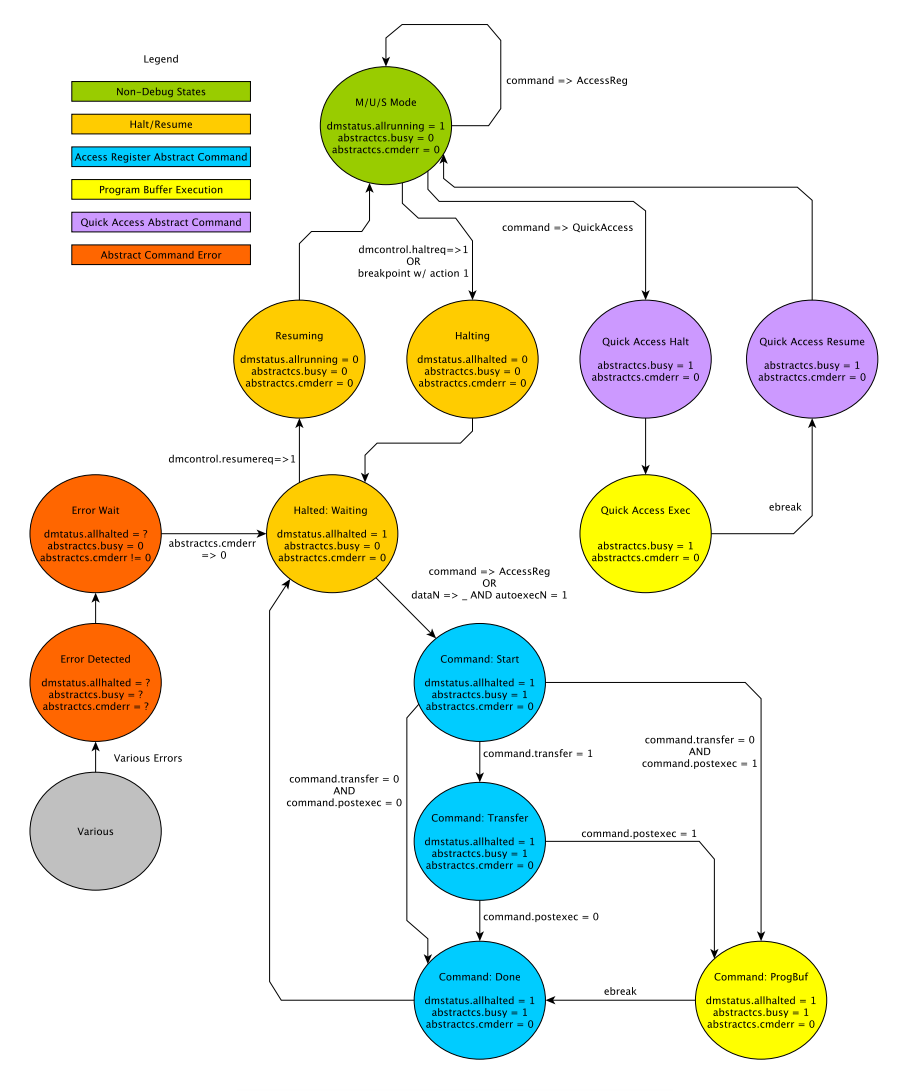 Legend
Non-Debug States
Halt/Resume
Access Register Abstract Command
Program Buffer Execution
Quick Access Abstract Command
Abstract Command Error
command => AccessReg
M/U/S Mode
dmstatus.allrunning = 1
abstractcs.busy = 0
abstractcs.cmderr = 0
dmcontrol.haltreq=>1
OR
breakpoint w/ action 1
command => QuickAccess
Resuming
dmstatus.allrunning = 0
abstractcs.busy = 0
abstractcs.cmderr = 0
Halting
dmstatus.allhalted = 0
abstractcs.busy = 0
abstractcs.cmderr = 0
Quick Access Halt
abstractcs.busy = 1
abstractcs.cmderr = 0
Quick Access Resume
abstractcs.busy = 1
abstractcs.cmderr = 0
dmcontrol.resumereq=>1
Error Wait
dmstatus.allhalted = ?
abstractcs.busy = 0
abstractcs.cmderr != 0
abstractcs.cmderr
=> 0
Halted: Waiting
dmstatus.allhalted = 1
abstractcs.busy = 0
abstractcs.cmderr = 0
Quick Access Exec
abstractcs.busy = 1
abstractcs.cmderr = 0
ebreak
command => AccessReg
OR
dataN => _ AND autoexecN = 1
Error Detected
dmstatus.allhalted = ?
abstractcs.busy = ?
abstractcs.cmderr = ?
Command: Start
dmstatus.allhalted = 1
abstractcs.busy = 1
abstractcs.cmderr = 0
Various Errors
command.transfer = 1
command.transfer = 0
AND
command.postexec = 1
command.transfer = 0
AND
command.postexec = 0
Various
Command: Transfer
dmstatus.allhalted = 1
abstractcs.busy = 1
abstractcs.cmderr = 0
command.postexec = 1
command.postexec = 0
Command: Done
dmstatus.allhalted = 1
abstractcs.busy = 1
abstractcs.cmderr = 0
ebreak
Command: ProgBuf
dmstatus.allhalted = 1
abstractcs.busy = 1
abstractcs.cmderr = 0